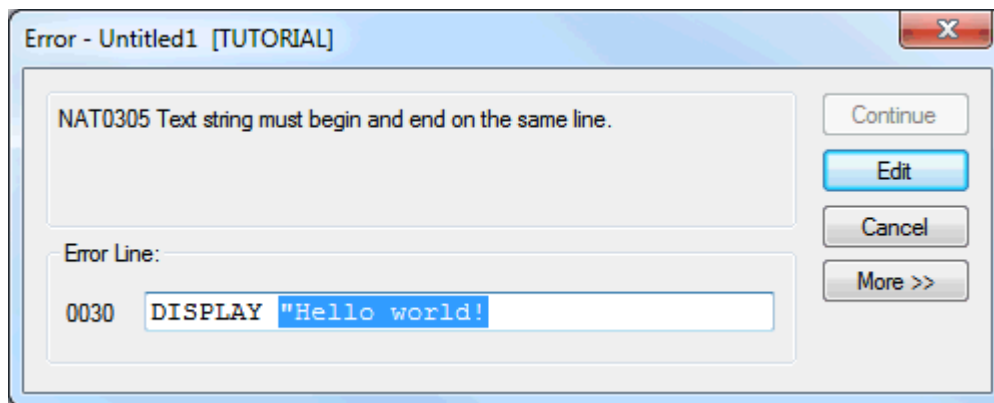 Error - Untitled1 [TUTORIAL]
NAT0305 Text string must begin and end on the same line.
Continue
Edit
Cancel
More >>
Error Line:
0030 DISPLAY "Hello world!